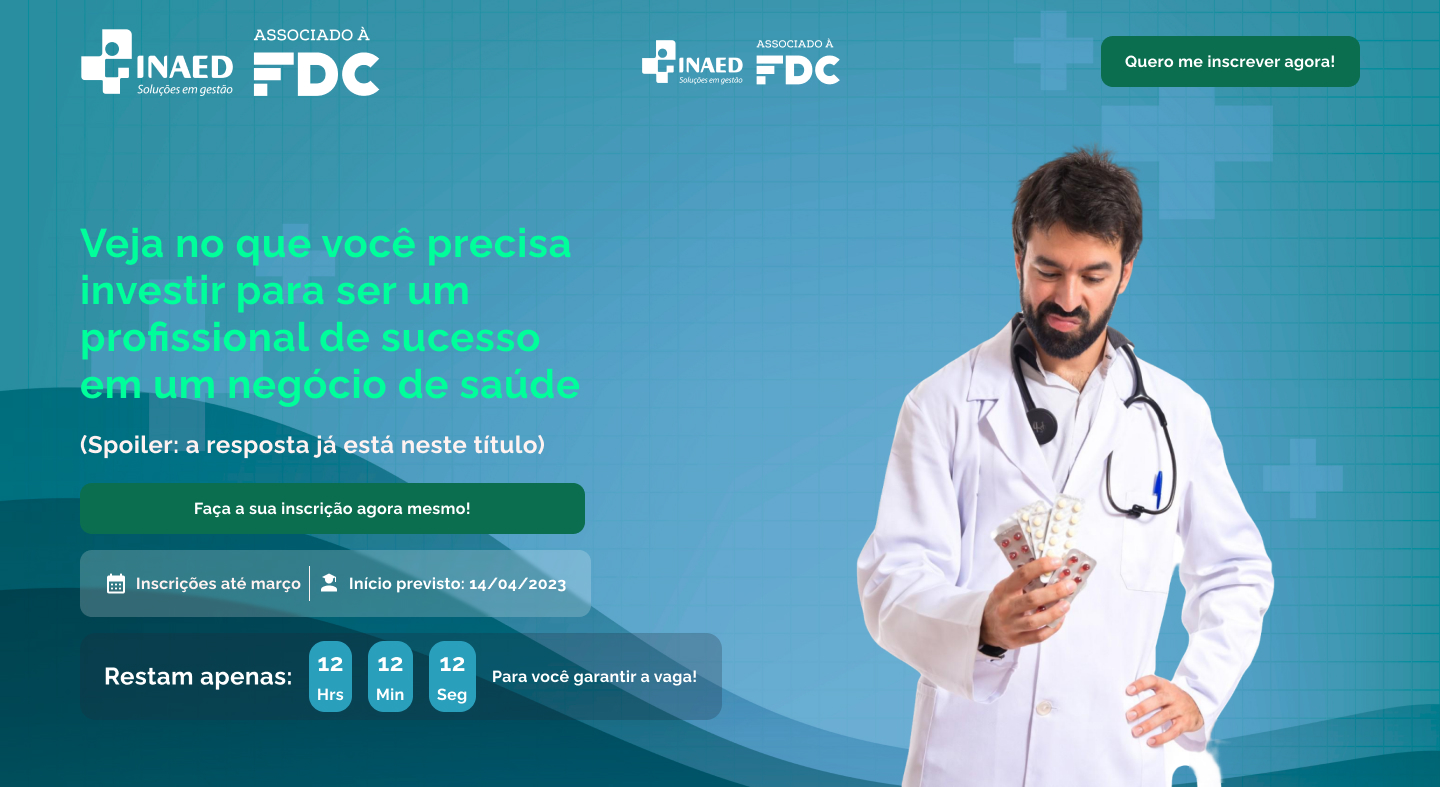 INAED
Soluções em gestão
ASSOCIADO À
FDC
INAED
Soluções em gestão
ASSOCIADO À
FDC
Quero me inscrever agora!
Veja no que você precisa
investir para ser um
profissional de sucesso
em um negócio de saúde
(Spoiler: a resposta já está neste título)
Faça a sua inscrição agora mesmo!
Inscrições até março
Início previsto: 14/04/2023
Restam apenas:
12
Hrs
12
Min
12
Seg
Para você garantir a vaga!